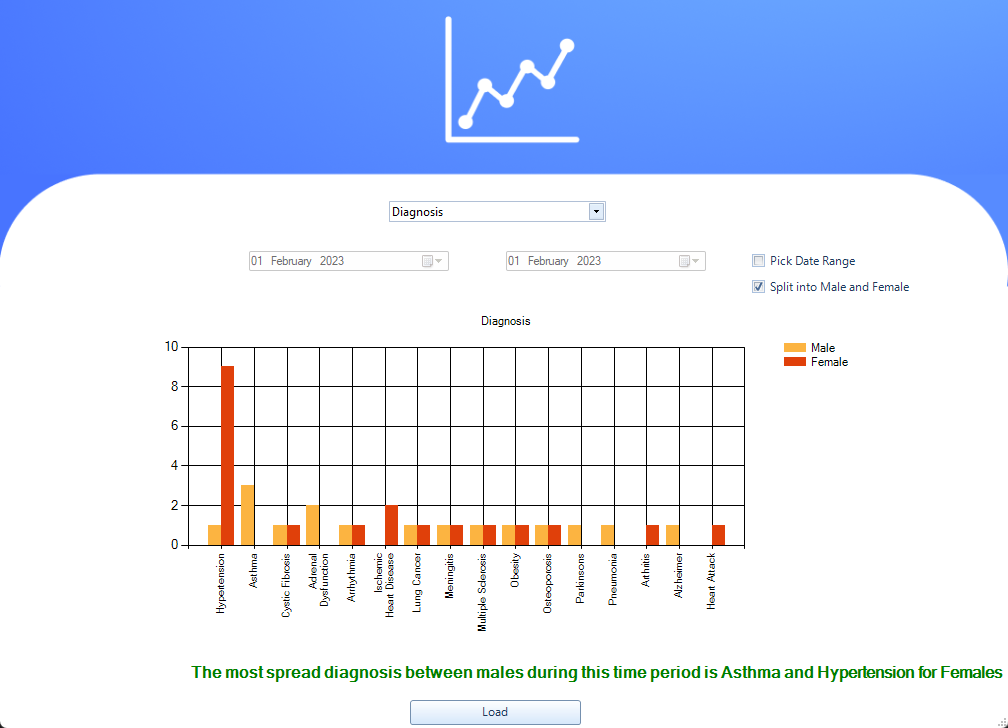 Diagnosis
01 February 2023
01 February 2023
Pick Date Range
Split into Male and Female
Diagnosis
Male
Female
10
8
6
4
2
0
Hypertension
Asthma
Cystic Fibrosis
Adrenal
Dysfunction
Arrhythmia
Ischemic
Heart Disease
Lung Cancer
Meningitis
Multiple Sclerosis
Obesity
Osteoporosis
Parkinsons
Pneumonia
Arthritis
Alzheimer
Heart Attack
The most spread diagnosis between males during this time period is Asthma and Hypertension for Females
Load